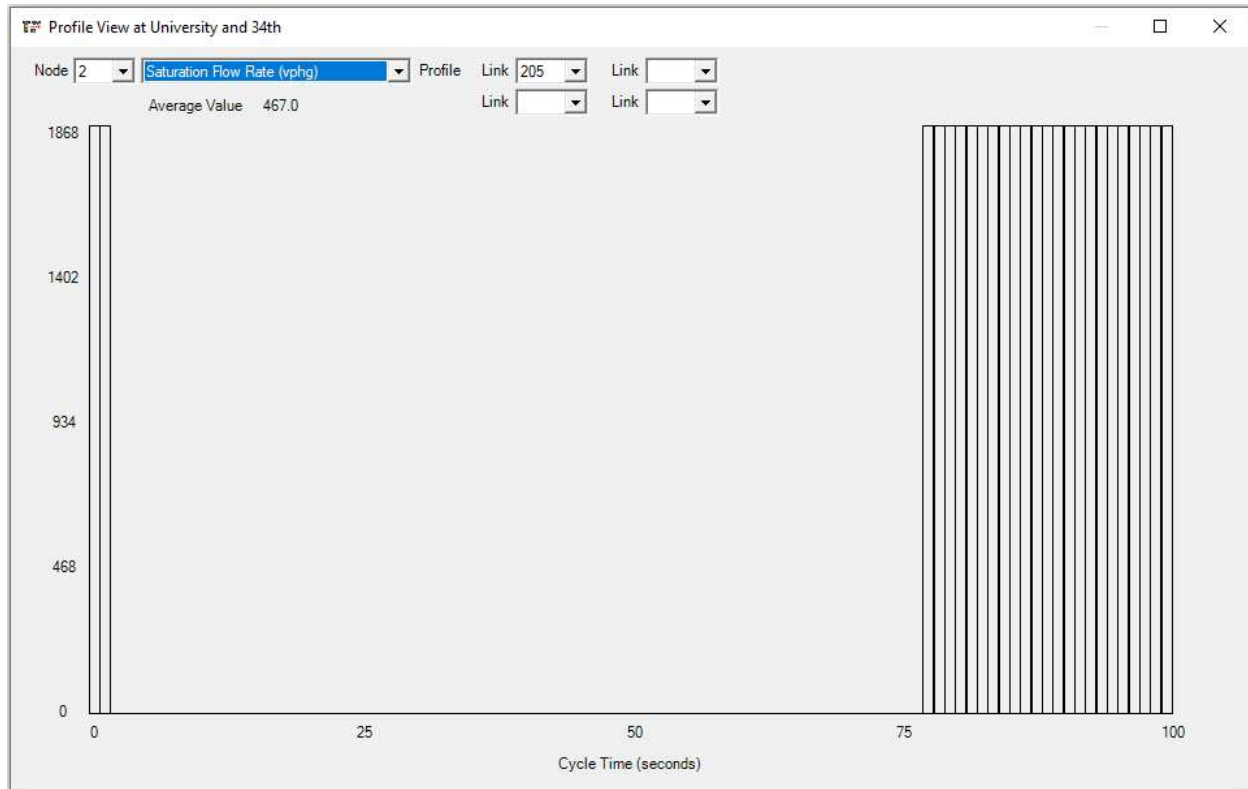 Profile View at University and 34th
Node 2 Saturation Flow Rate (vphg) Profile Link 205 Link
Average Value 467.0 Link Link
1868
1402
934
468
0
0 25 50 75 100
Cycle Time (seconds)